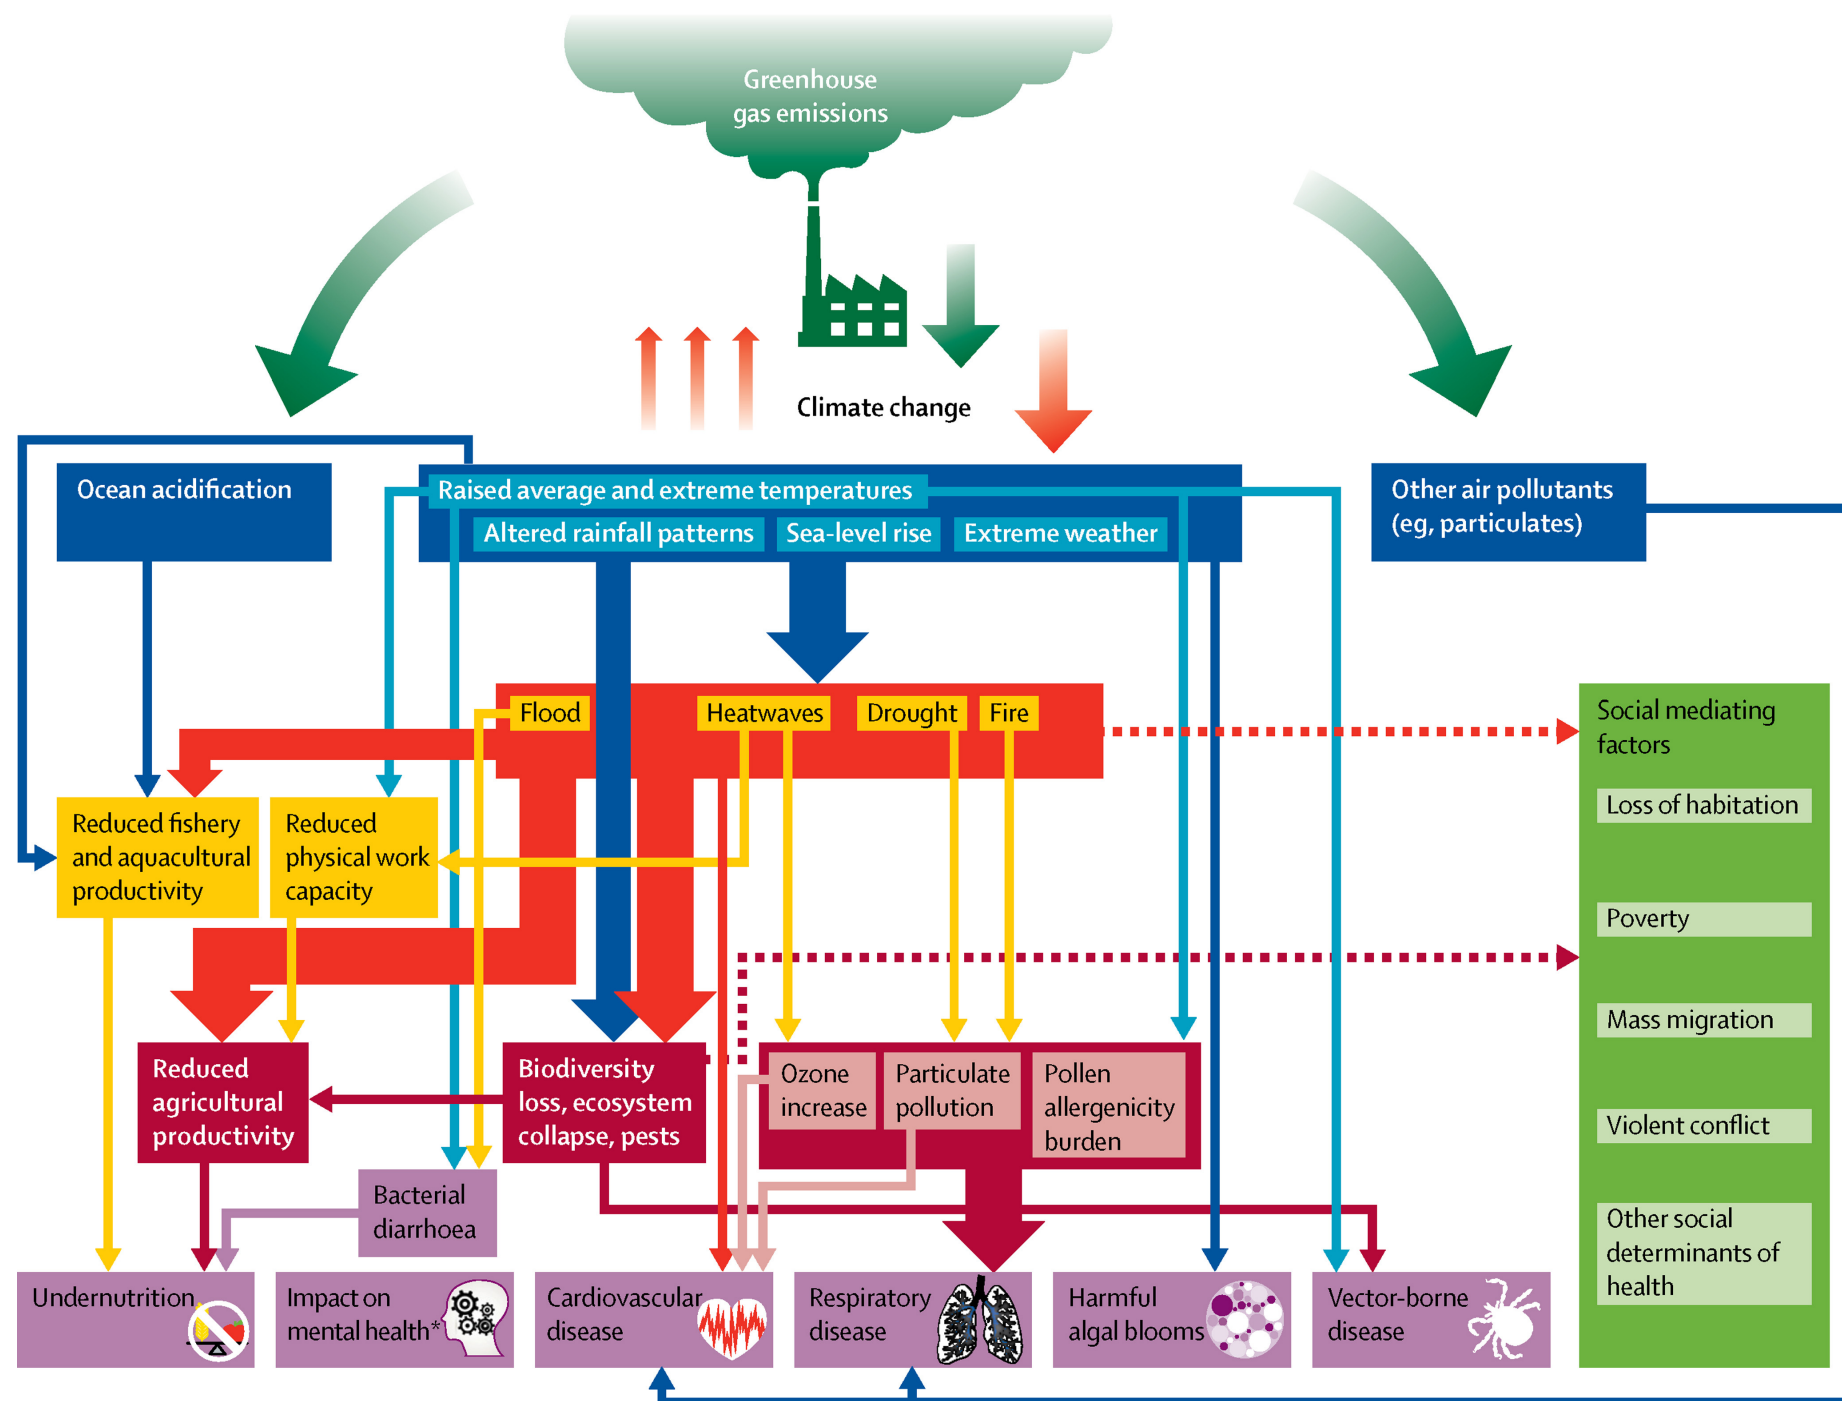 Greenhouse
gas emissions
Climate change
Ocean acidification
Raised average and extreme temperatures
Altered rainfall patterns
Sea-level rise
Extreme weather
Other air pollutants
(eg, particulates)
Flood
Heatwaves
Drought
Fire
Social mediating
factors
Loss of habitation
Poverty
Mass migration
Violent conflict
Other social
determinants of
health
Reduced fishery
and aquacultural
productivity
Reduced
physical work
capacity
Reduced
agricultural
productivity
Biodiversity
loss, ecosystem
collapse, pests
Ozone
increase
Particulate
pollution
Pollen
allergenicity
burden
Bacterial
diarrhoea
Undernutrition
Impact on
mental health*
Cardiovascular
disease
Respiratory
disease
Harmful
algal blooms
Vector-borne
disease